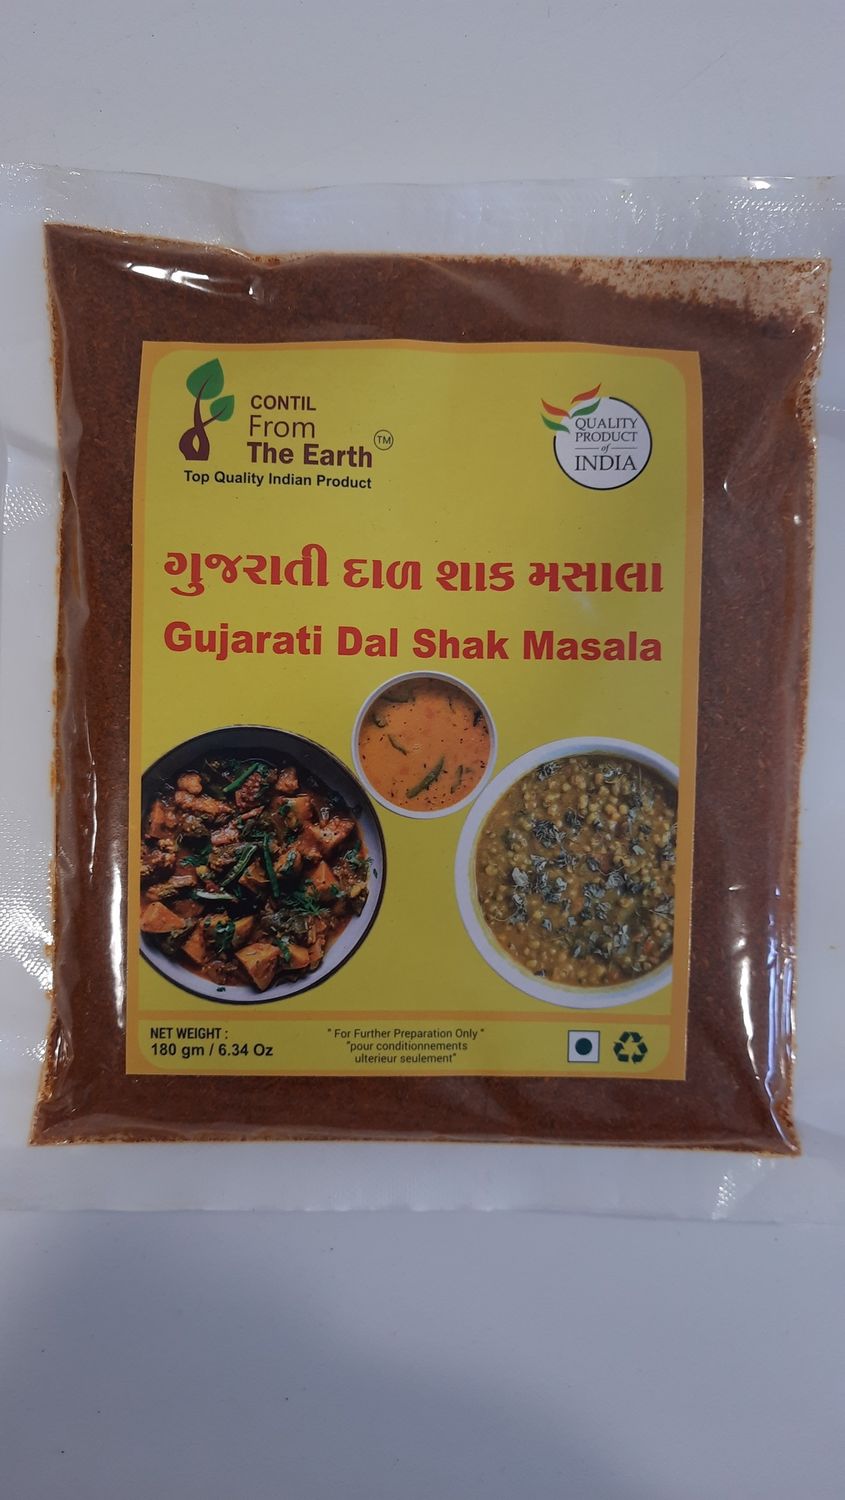 CONTIL
From
The Earth
TM
Top Quality Indian Product
QUALITY
PRODUCT
of
INDIA
ગુજરાતી દાળ શાક મસાલા
Gujarati Dal Shak Masala
NET WEIGHT :
180 gm / 6.34 Oz
" For Further Preparation Only "
"pour conditionnements
ulterieur seulement"